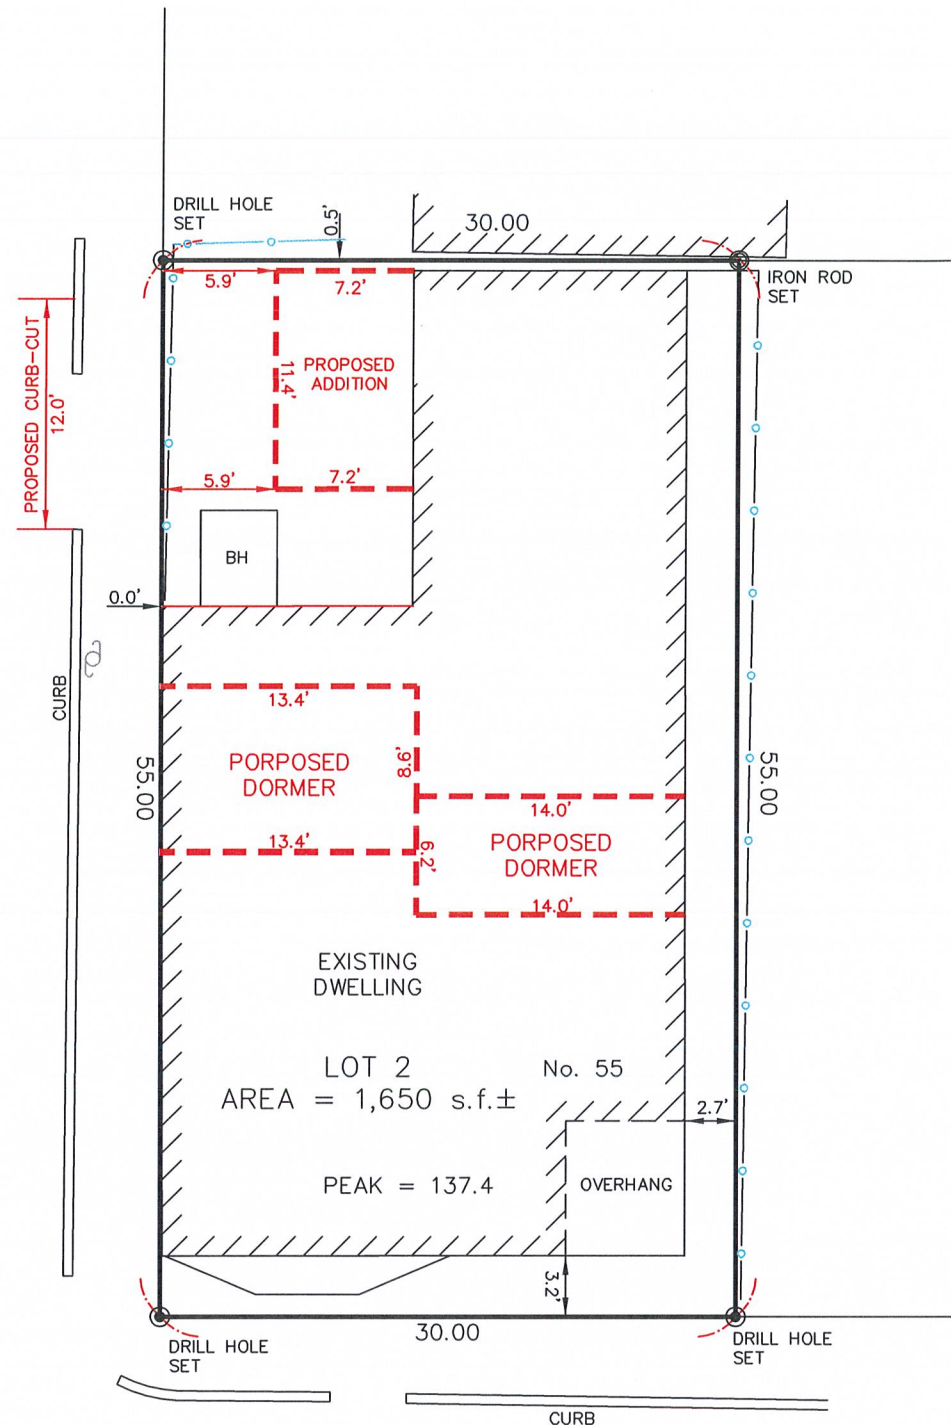 DRILL HOLE
SET
0.5'
30.00
IRON ROD
SET
5.9'
7.2'
PROPOSED CURB-CUT
12.0'
11.4'
PROPOSED
ADDITION
5.9'
7.2'
BH
0.0'
CURB
13.4'
PORPOSED
DORMER
8.6'
55.00
55.00
14.0'
13.4'
6.2'
PORPOSED
DORMER
14.0'
EXISTING
DWELLING
LOT 2
No. 55
AREA = 1,650 s.f.±
2.7'
PEAK = 137.4
OVERHANG
3.2'
30.00
DRILL HOLE
SET
DRILL HOLE
SET
CURB